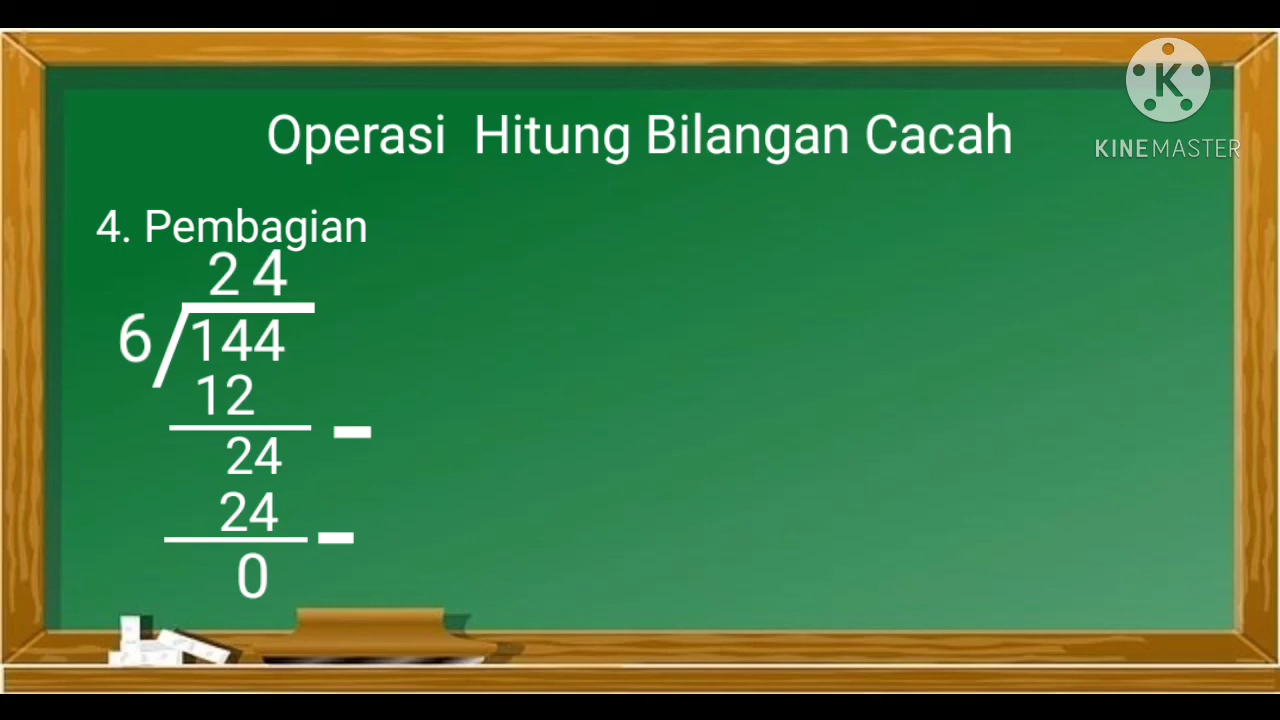 Operasi Hitung Bilangan Cacah
K
KINEMASTER
4. Pembagian
24
6 144
12
-
24
24
-
0